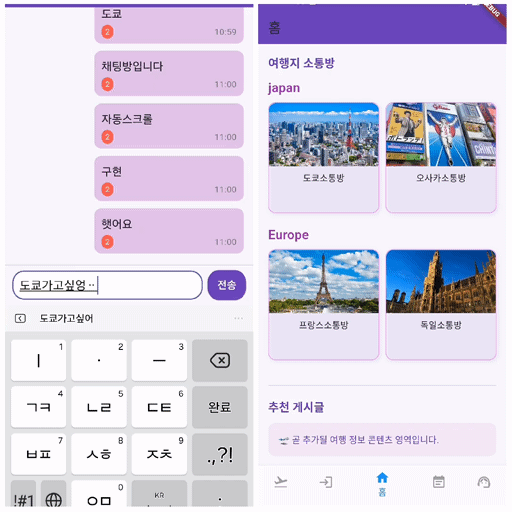 도쿄
2
10:59
채팅방입니다
2
11:00
자동스크롤
2
11:00
구현
2
11:00
햇어요
2
11:00
도쿄가고싶엉··
전송
도쿄가고싶어
ㅣ 1
· 2
ㅡ 3
ㄱㅋ 4
ㄴㄹ 5
ㄷㅌ 6
완료
ㅂㅍ 7
ㅅㅎ 8
ㅈㅊ 9
.,?!
!#1
ㅇㅁ 0
KR
홈
여행지 소통방
japan
도쿄소통방
오사카소통방
Europe
프랑스소통방
독일소통방
추천 게시글
🛫 곧 추가될 여행 정보 콘텐츠 영역입니다.
홈